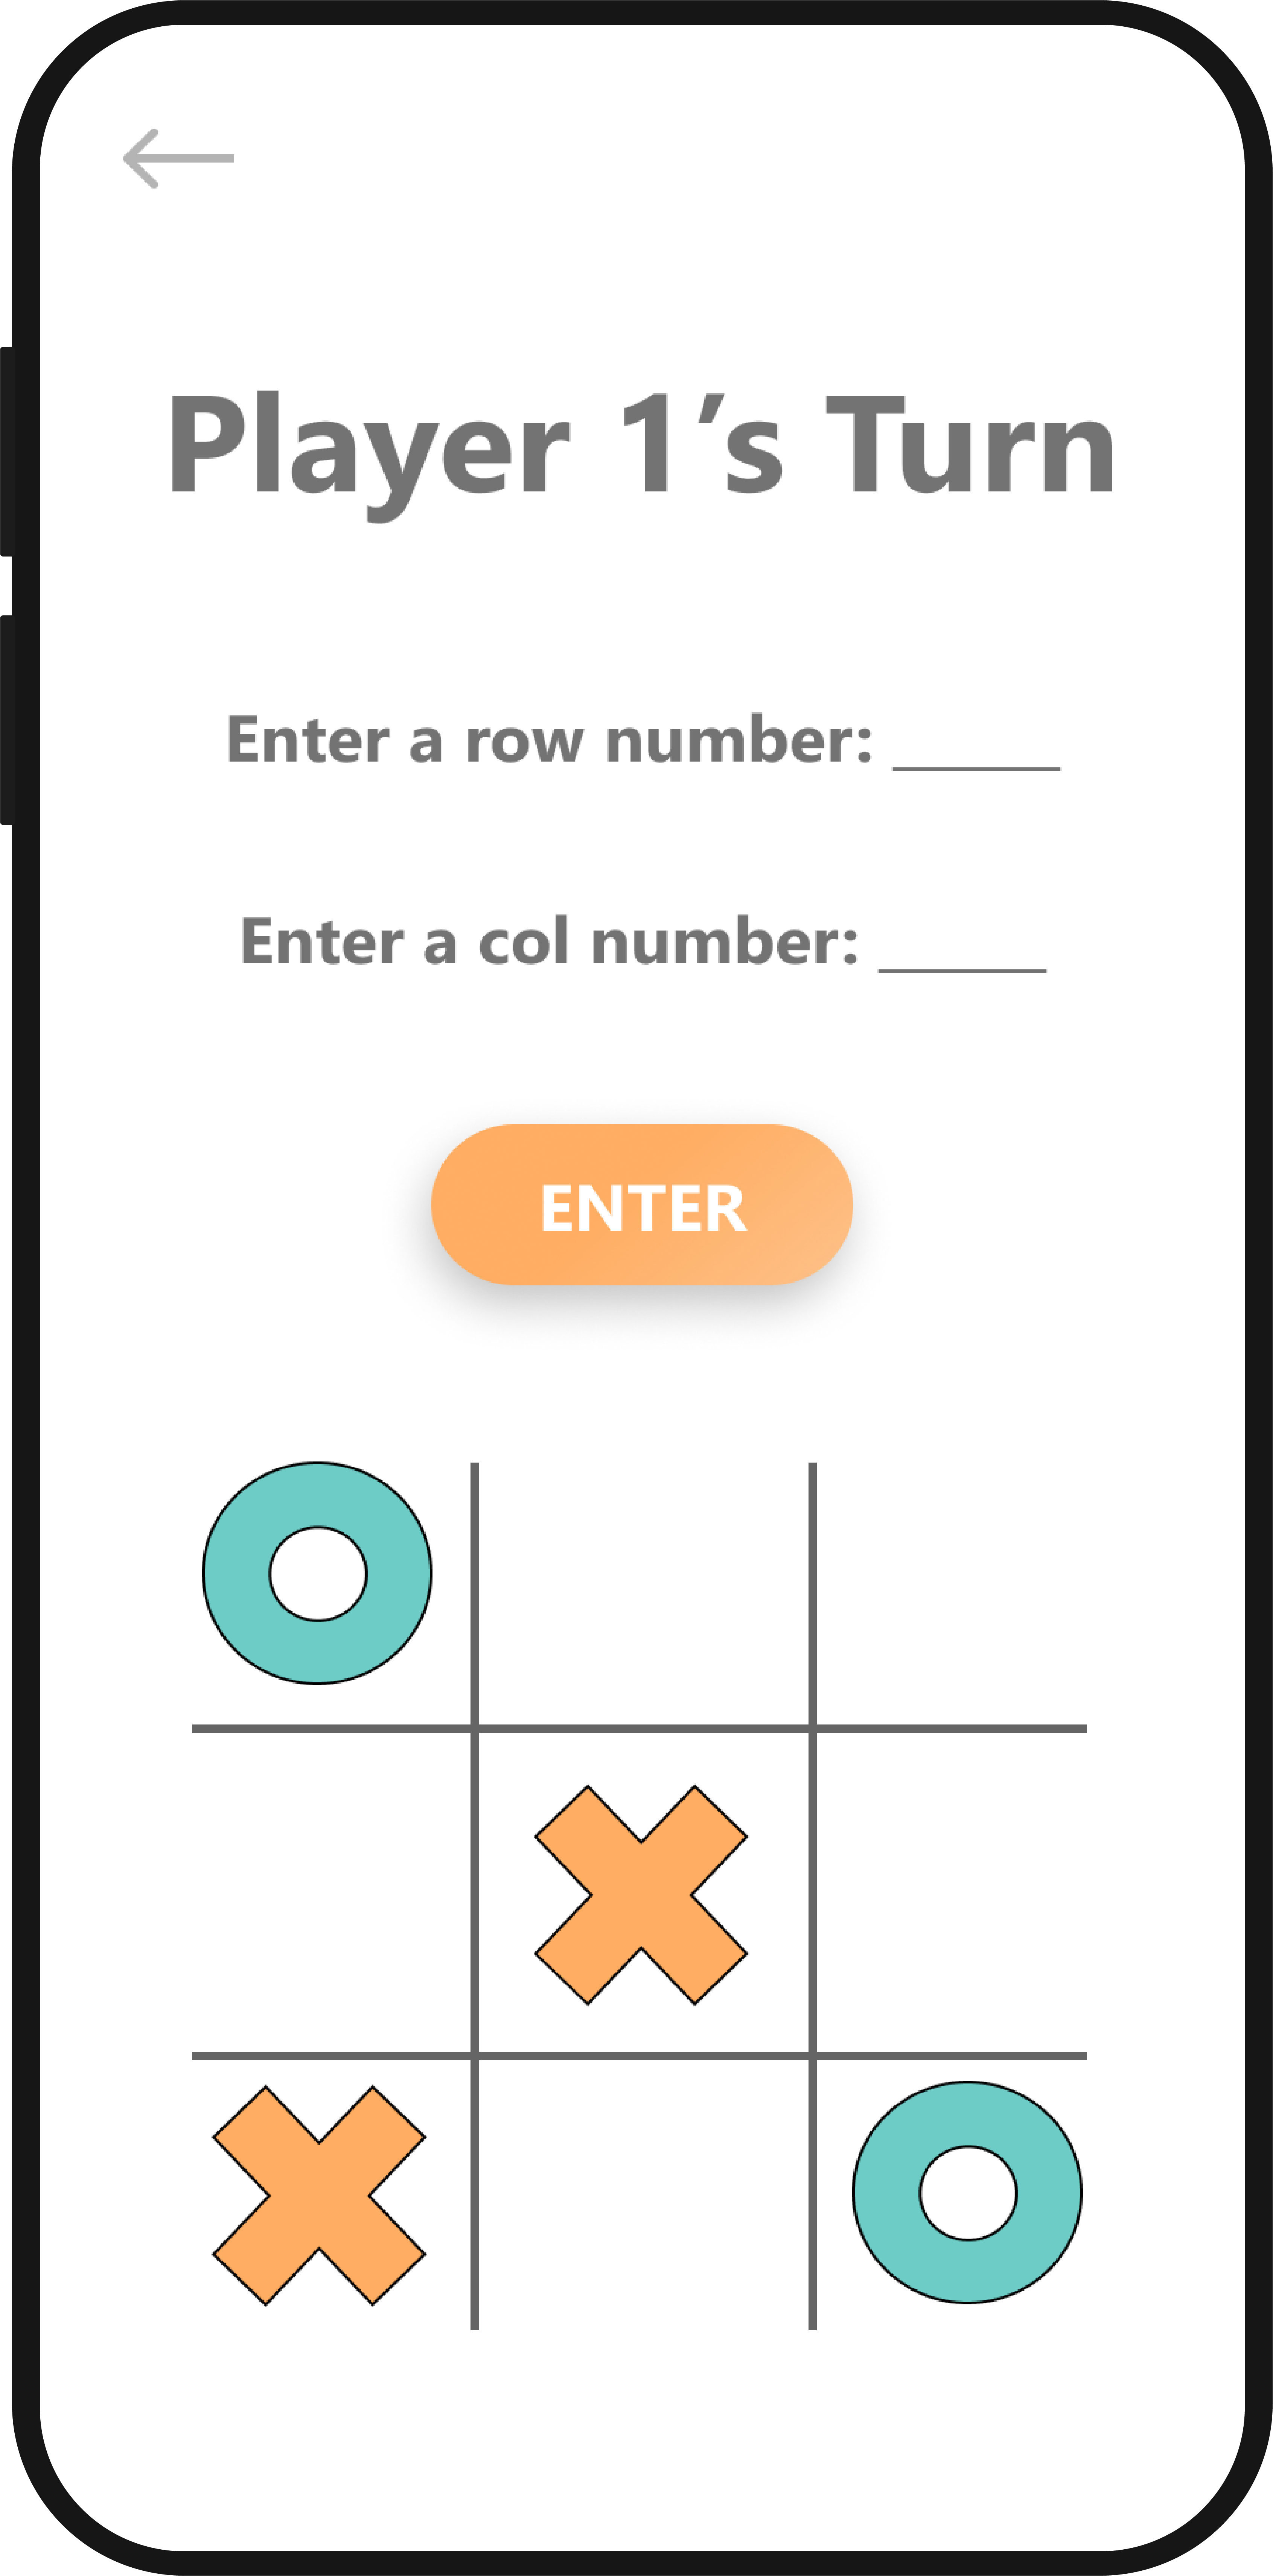 Player 1’s Turn
Enter a row number: ______
Enter a col number: ______
ENTER